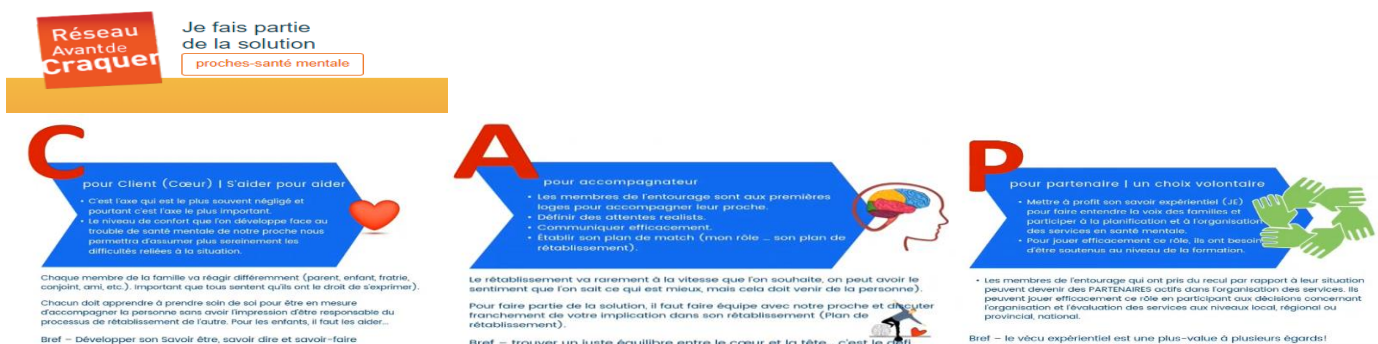 Réseau
Avant de
Craquer
Je fais partie
de la solution
proches-santé mentale
C
pour Client (Cœur) | S'aider pour aider
• C'est l'axe qui est le plus souvent négligé et
pourtant c'est l'axe le plus important.
• Le niveau de confort que l'on développe face au
trouble de santé mentale de notre proche nous
permettra d'assumer plus sereinement les
difficultés reliées à la situation.
Chaque membre de la famille va réagir différemment (parent, enfant, fratrie,
conjoint, ami, etc.). Important que tous sentent qu'ils ont le droit de s'exprimer).
Chacun doit apprendre à prendre soin de soi pour être en mesure
d'accompagner la personne sans avoir l'impression d'être responsable du
processus de rétablissement de l'autre. Pour les enfants, il faut les aider...
Bref – Développer son Savoir être, savoir dire et savoir-faire
A
pour accompagnateur
• Les membres de l'entourage sont aux premières
loges pour accompagner leur proche.
• Définir des attentes realists.
• Communiquer efficacement.
• Établir son plan de match (mon rôle ... son plan de
rétablissement).
Le rétablissement va rarement à la vitesse que l'on souhaite, on peut avoir le
sentiment que l'on sait ce qui est mieux, mais cela doit venir de la personne).
Pour faire partie de la solution, il faut faire équipe avec notre proche et discuter
franchement de votre implication dans son rétablissement (Plan de
rétablissement).
Bref – trouver un juste équilibre entre le cœur et la tête... c'est le défi
P
pour partenaire | un choix volontaire
• Mettre à profit son savoir expérientiel (JE)
pour faire entendre la voix des familles et
participer à la planification et à l'organisation
des services en santé mentale.
• Pour jouer efficacement ce rôle, ils ont besoin
d'être soutenus au niveau de la formation.
• Les membres de l'entourage qui ont pris du recul par rapport à leur situation
peuvent devenir des PARTENAIRES actifs dans l'organisation des services. Ils
peuvent jouer efficacement ce rôle en participant aux décisions concernant
l'organisation et l'évaluation des services aux niveaux local, régional ou
provincial, national.
Bref – le vécu expérientiel est une plus-value à plusieurs égards!